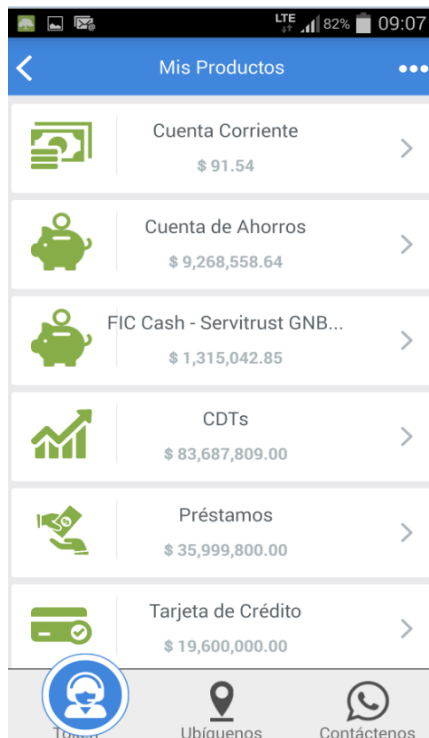 LTE 82% 09:07
Mis Productos
Cuenta Corriente
$ 91.54
Cuenta de Ahorros
$ 9,268,558.64
FIC Cash - Servitrust GNB...
$ 1,315,042.85
CDTs
$ 83,687,809.00
Préstamos
$ 35,999,800.00
Tarjeta de Crédito
$ 19,600,000.00
Token Ubíquenos Contáctenos